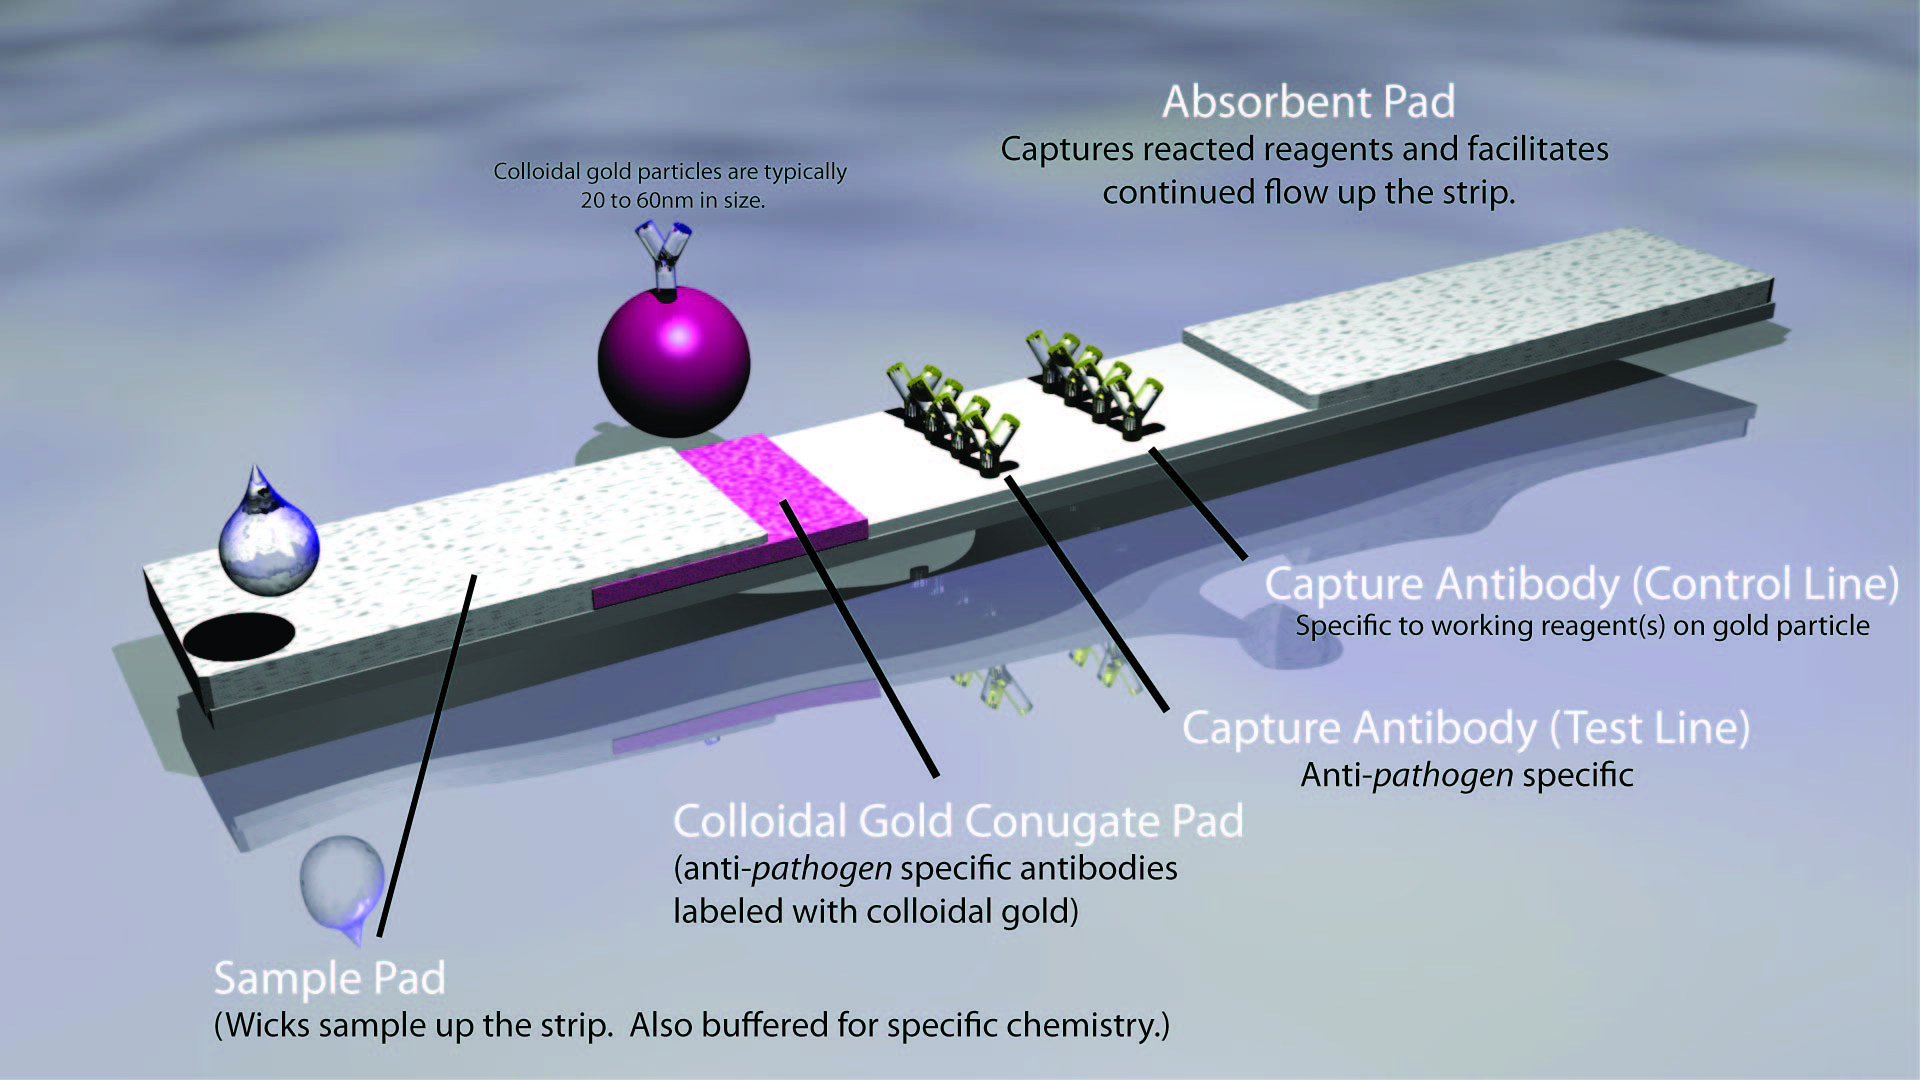 Absorbent Pad
Captures reacted reagents and facilitates
continued flow up the strip.
Colloidal gold particles are typically
20 to 60nm in size.
Capture Antibody (Control Line)
Specific to working reagent(s) on gold particle
Capture Antibody (Test Line)
Anti-pathogen specific
Colloidal Gold Conugate Pad
(anti-pathogen specific antibodies
labeled with colloidal gold)
Sample Pad
(Wicks sample up the strip.  Also buffered for specific chemistry.)